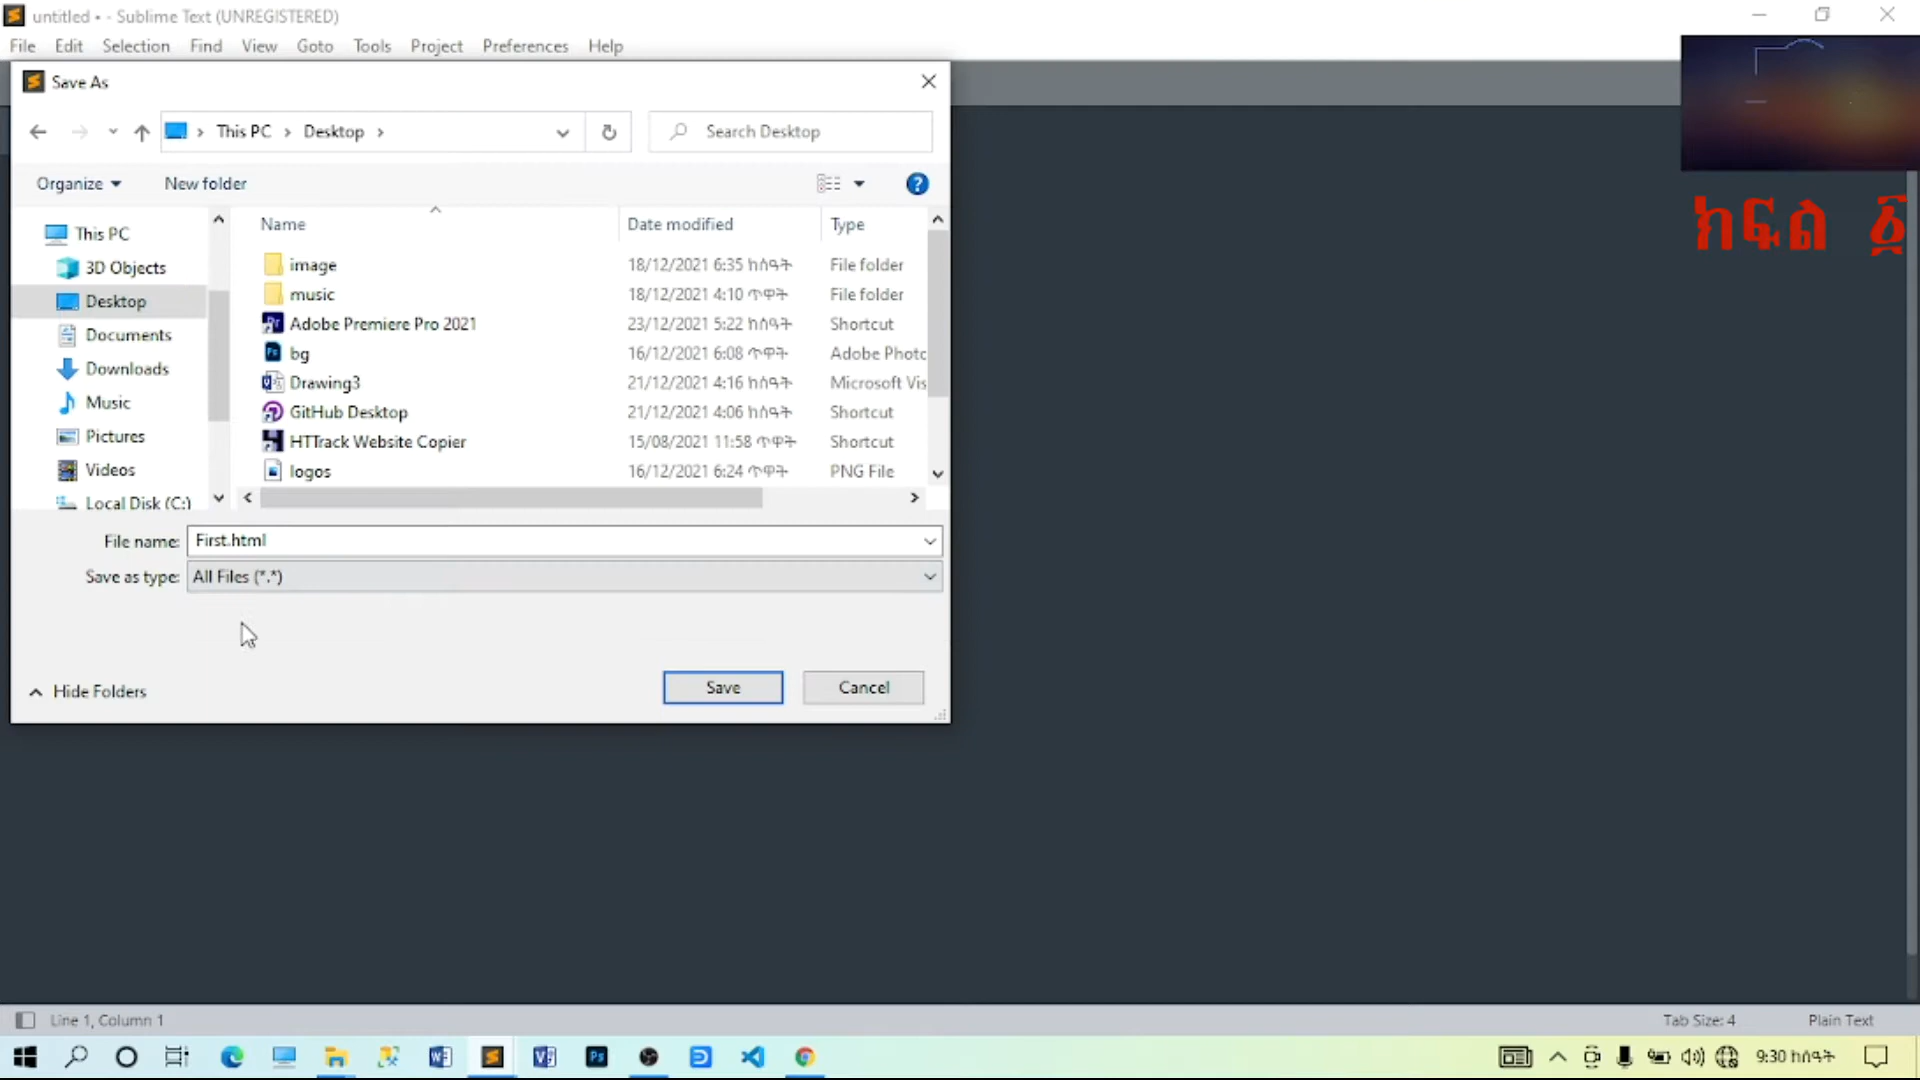 untitled • - Sublime Text (UNREGISTERED)
File Edit Selection Find View Goto Tools Project Preferences Help
Save As
This PC > Desktop >
Search Desktop
Organize New folder
Name Date modified Type
This PC
3D Objects
Desktop
Documents
Downloads
Music
Pictures
Videos
Local Disk (C:)
image 18/12/2021 6:35 ከሰዓት File folder
music 18/12/2021 4:10 ጥዋት File folder
Adobe Premiere Pro 2021 23/12/2021 5:22 ከሰዓት Shortcut
bg 16/12/2021 6:08 ጥዋት Adobe Photc
Drawing3 21/12/2021 4:16 ከሰዓት Microsoft Vis
GitHub Desktop 21/12/2021 4:06 ከሰዓት Shortcut
HTTrack Website Copier 15/08/2021 11:58 ጥዋት Shortcut
logos 16/12/2021 6:24 ጥዋት PNG File
File name: First.html
Save as type: All Files (*.*)
Hide Folders
Save Cancel
ክፍል ፩
Line 1, Column 1
Tab Size: 4 Plain Text
9:30 ከሰዓት